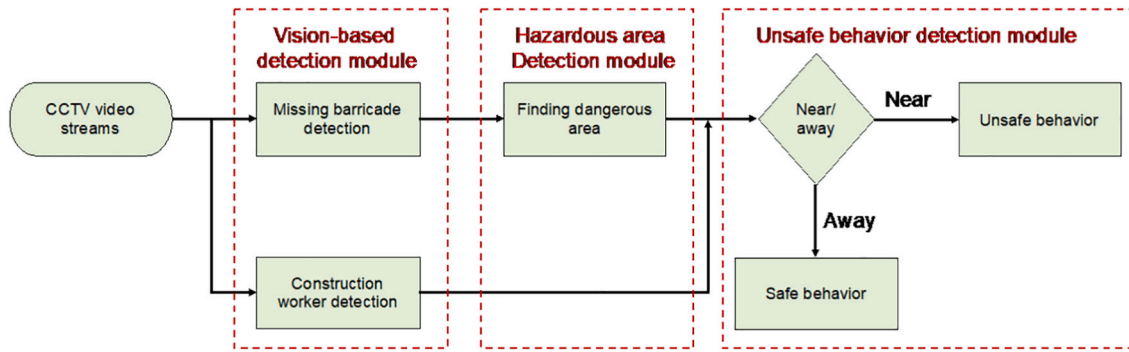 Vision-based
detection module
Hazardous area
Detection module
Unsafe behavior detection module
CCTV video
streams
Missing barricade
detection
Finding dangerous
area
Near/
away
Near
Unsafe behavior
Away
Construction
worker detection
Safe behavior